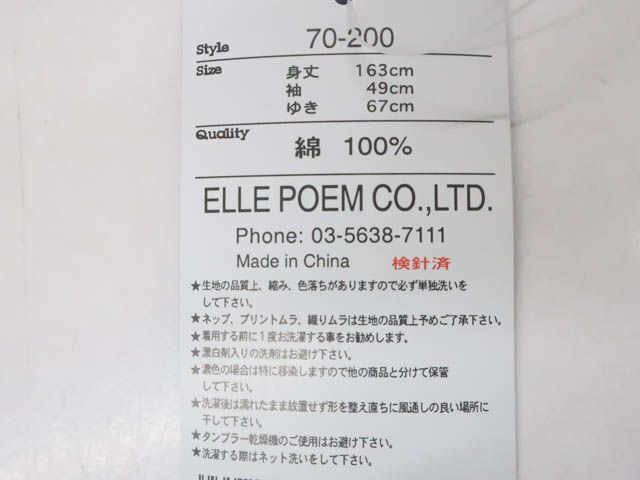 Style 70-200
Size 身丈 163cm
袖 49cm
ゆき 67cm
Quality 綿 100%
ELLE POEM CO.,LTD.
Phone: 03-5638-7111
Made in China 検針済
★生地の品質上、縮み、色落ちがありますので必ず単独洗いを
して下さい。
★ネップ、プリントムラ、織りムラは生地の品質上予めご了承下さい。
★着用する前に1度お洗濯する事をお勧めします。
★漂白剤入りの洗剤はお避け下さい。
★濃色の場合は特に移染しますので他の商品と分けて保管
して下さい。
★洗濯後は濡れたまま放置せず形を整え直ちに風通しの良い場所に
干して下さい。
★タンブラー乾燥機のご使用はお避け下さい。
★洗濯する際はネット洗いをして下さい。